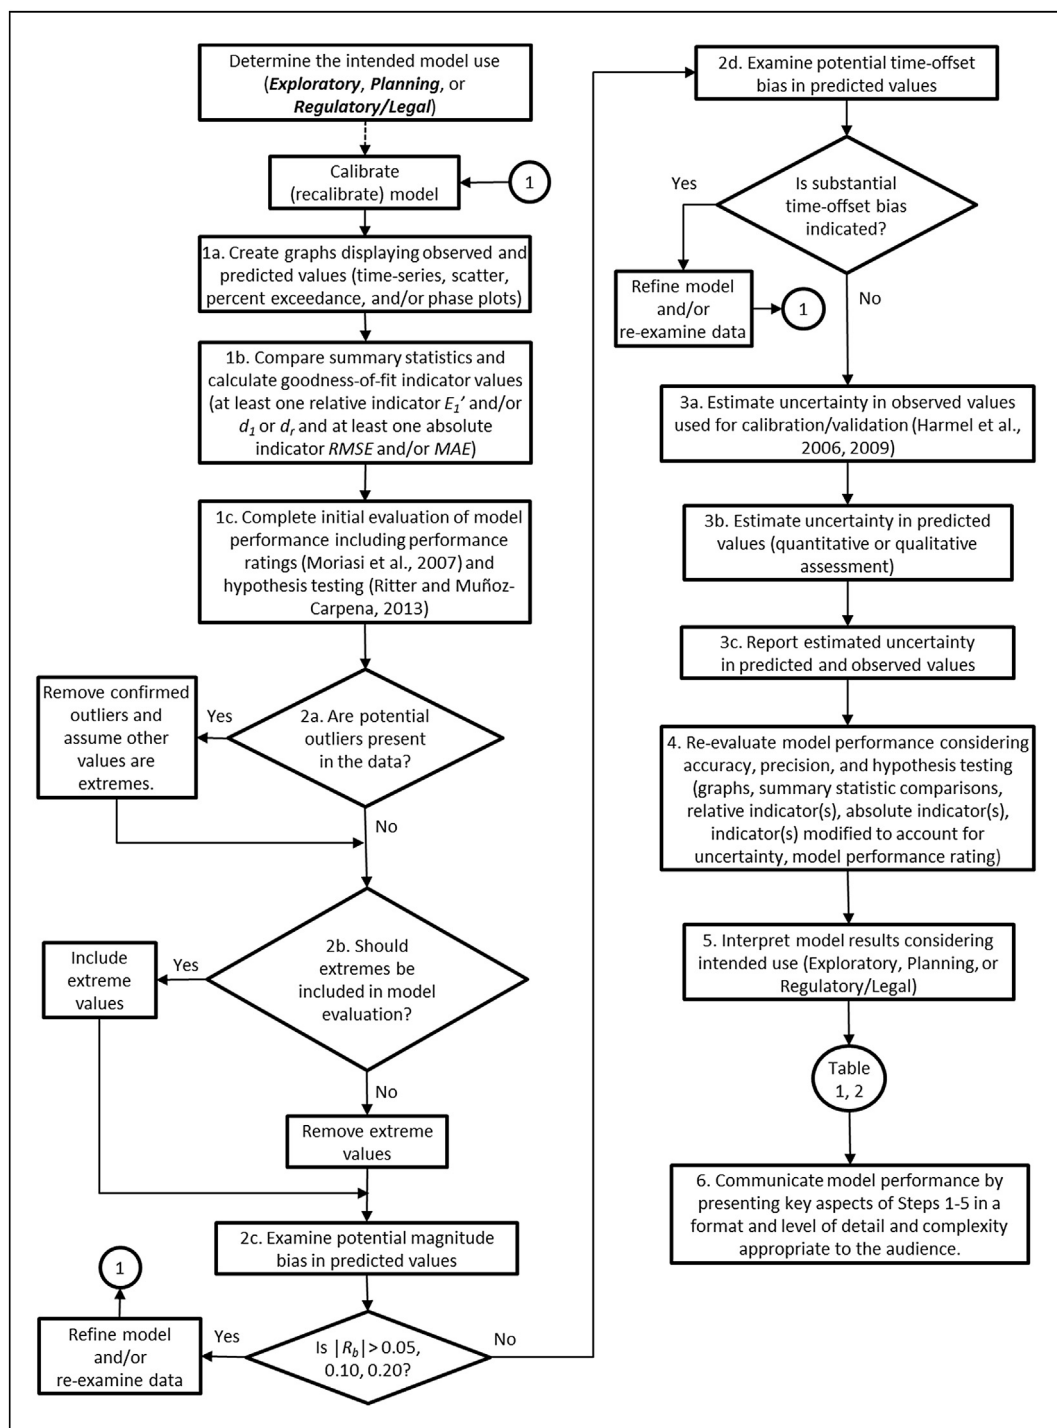 Determine the intended model use
(Exploratory, Planning, or
Regulatory/Legal)
Calibrate
(recalibrate) model
1
1a. Create graphs displaying observed and
predicted values (time-series, scatter,
percent exceedance, and/or phase plots)
1b. Compare summary statistics and
calculate goodness-of-fit indicator values
(at least one relative indicator E1′ and/or
d1 or dr and at least one absolute
indicator RMSE and/or MAE)
1c. Complete initial evaluation of model
performance including performance
ratings (Moriasi et al., 2007) and
hypothesis testing (Ritter and Muñoz-
Carpena, 2013)
2a. Are potential
outliers present
in the data?
Yes
Remove confirmed
outliers and
assume other
values are
extremes.
No
2b. Should
extremes be
included in model
evaluation?
Yes
Include
extreme
values
No
Remove extreme
values
2c. Examine potential magnitude
bias in predicted values
Is |Rb| > 0.05,
0.10, 0.20?
Yes
Refine model
and/or
re-examine data
1
No
2d. Examine potential time-offset
bias in predicted values
Is substantial
time-offset bias
indicated?
Yes
Refine model
and/or
re-examine data
1
No
3a. Estimate uncertainty in observed values
used for calibration/validation (Harmel et al.,
2006, 2009)
3b. Estimate uncertainty in predicted
values (quantitative or qualitative
assessment)
3c. Report estimated uncertainty
in predicted and observed values
4. Re-evaluate model performance considering
accuracy, precision, and hypothesis testing
(graphs, summary statistic comparisons,
relative indicator(s), absolute indicator(s),
indicator(s) modified to account for
uncertainty, model performance rating)
5. Interpret model results considering
intended use (Exploratory, Planning, or
Regulatory/Legal)
Table
1, 2
6. Communicate model performance by
presenting key aspects of Steps 1-5 in a
format and level of detail and complexity
appropriate to the audience.